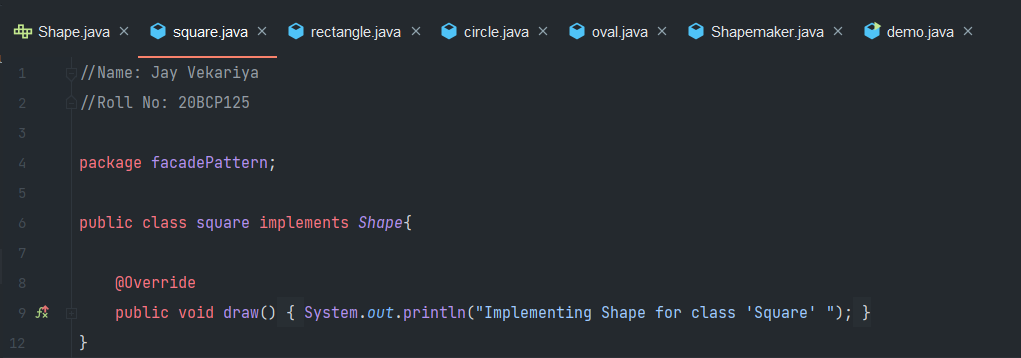 Shape.java × square.java × rectangle.java × circle.java × oval.java × Shapemaker.java × demo.java ×
1 //Name: Jay Vekariya
2 //Roll No: 20BCP125
3
4 package facadePattern;
5
6 public class square implements Shape{
7
8 @Override
9 public void draw() { System.out.println("Implementing Shape for class 'Square' "); }
12 }